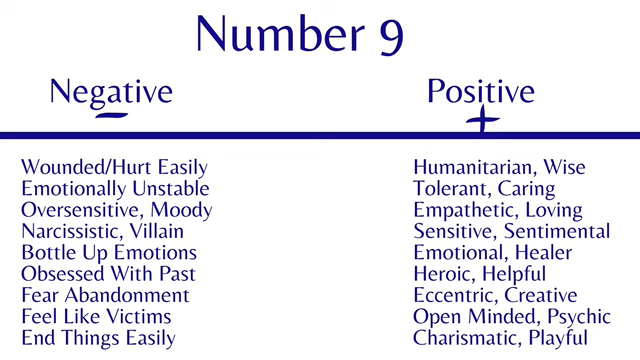 Number 9
Negative
Positive
−
+
Wounded/Hurt Easily
Emotionally Unstable
Oversensitive, Moody
Narcissistic, Villain
Bottle Up Emotions
Obsessed With Past
Fear Abandonment
Feel Like Victims
End Things Easily
Humanitarian, Wise
Tolerant, Caring
Empathetic, Loving
Sensitive, Sentimental
Emotional, Healer
Heroic, Helpful
Eccentric, Creative
Open Minded, Psychic
Charismatic, Playful